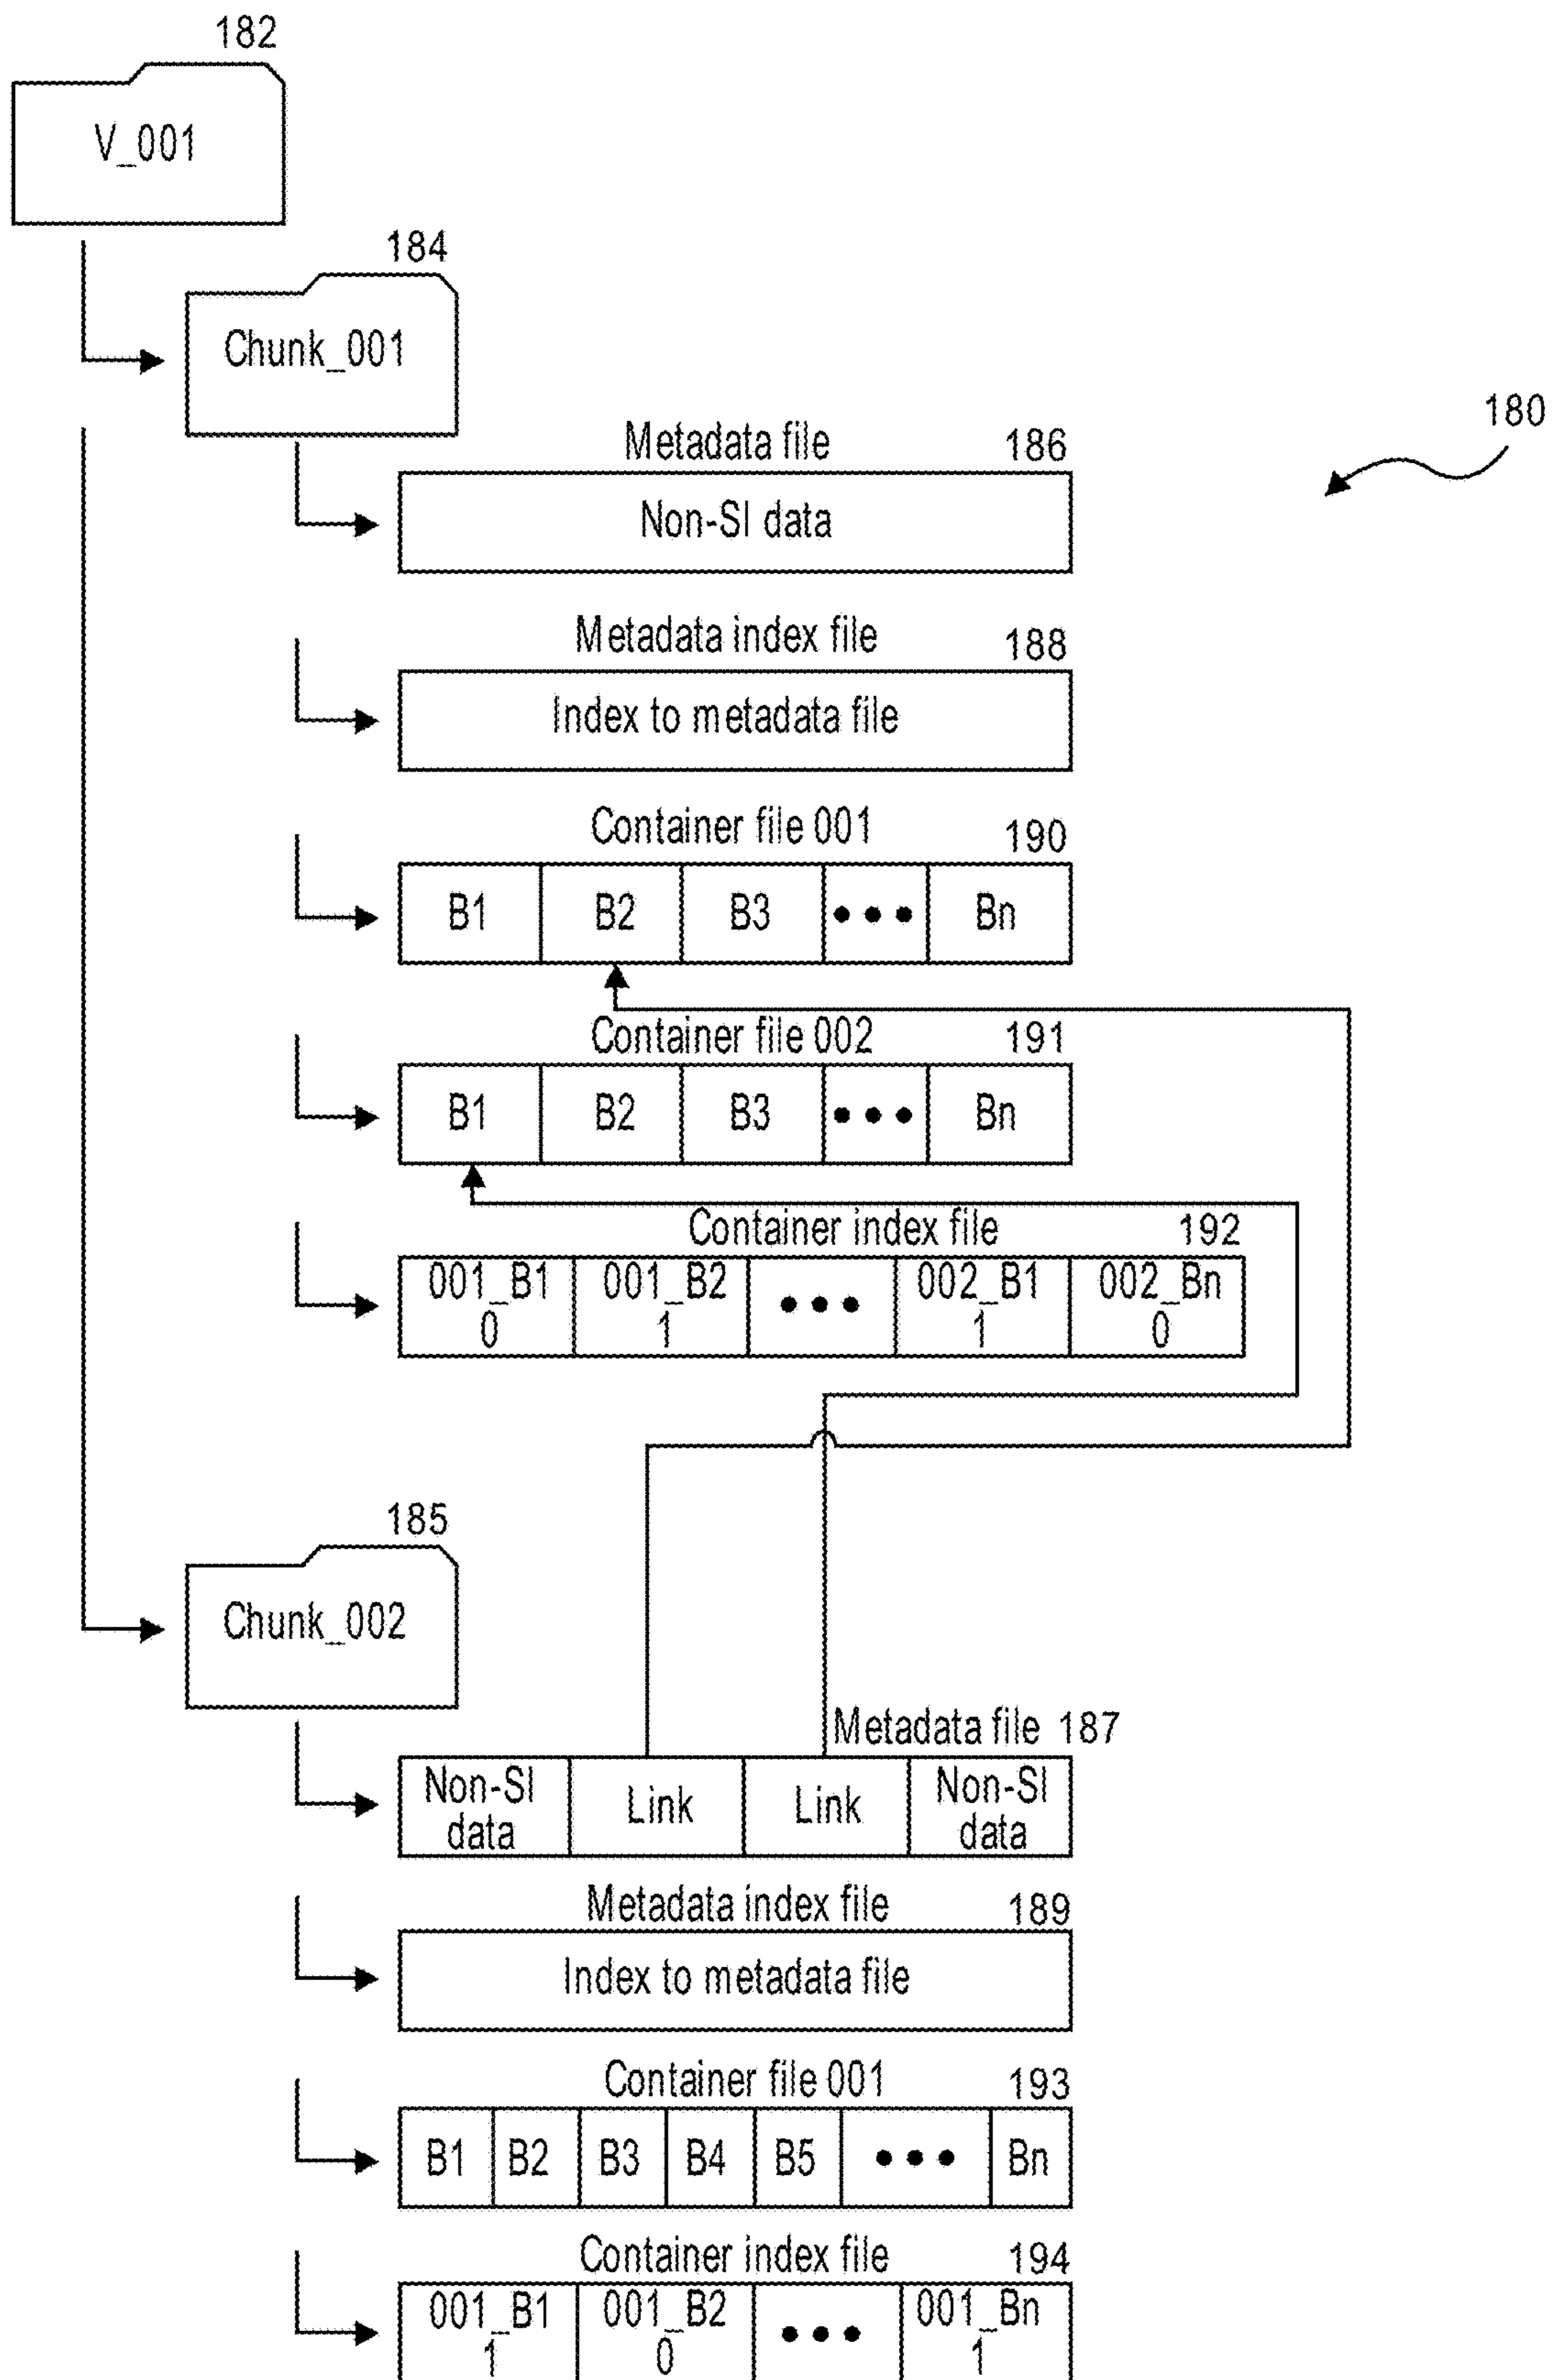 182
V_001
184
Chunk_001
180
Metadata file 186
Non-SI data
Metadata index file 188
Index to metadata file
Container file 001 190
B1 B2 B3 ••• Bn
Container file 002 191
B1 B2 B3 ••• Bn
Container index file 192
001_B1 001_B2 ••• 002_B1 002_Bn
0 1 1 0
185
Chunk_002
Metadata file 187
Non-SI Link Link Non-SI
data data
Metadata index file 189
Index to metadata file
Container file 001 193
B1 B2 B3 B4 B5 ••• Bn
Container index file 194
001_B1 001_B2 ••• 001_Bn
1 0 1